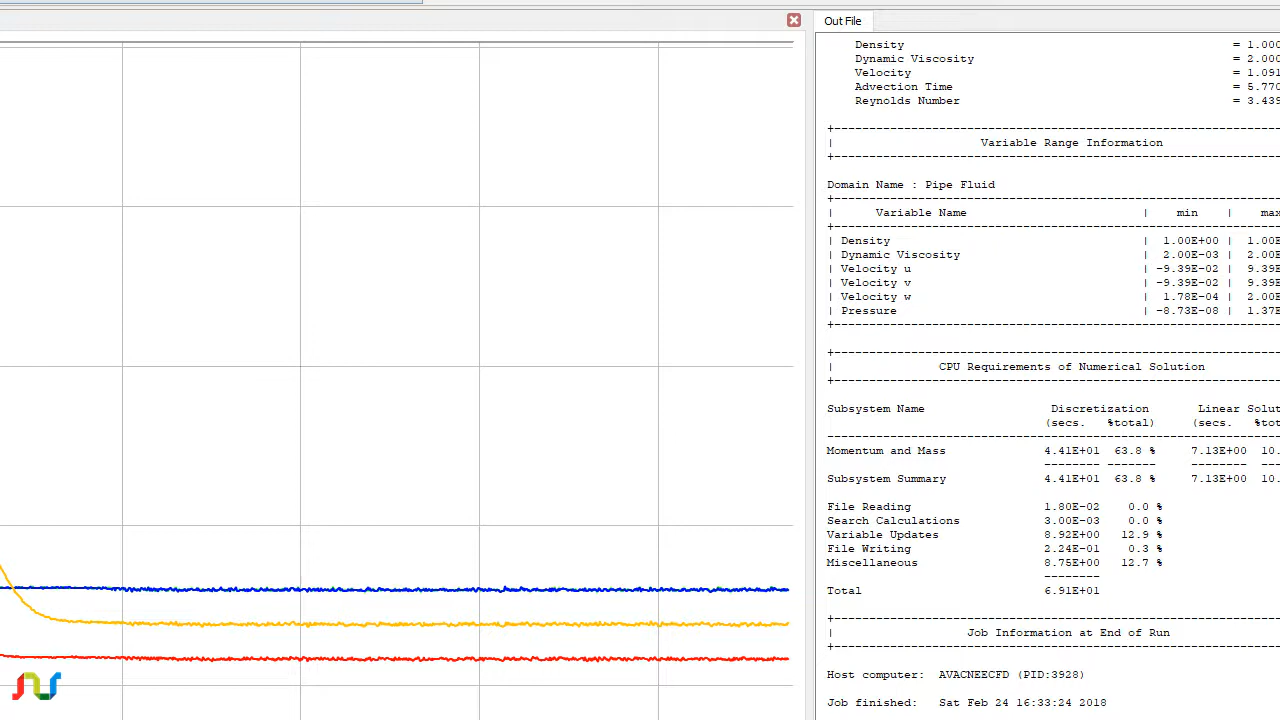 Out File
Density = 1.000
Dynamic Viscosity = 2.000
Velocity = 1.091
Advection Time = 5.770
Reynolds Number = 3.439
+----------------------------------------------------------------
| Variable Range Information
+----------------------------------------------------------------
Domain Name : Pipe Fluid
+----------------------------------------------------------------
| Variable Name | min | max
+----------------------------------------------------------------
| Density | 1.00E+00 | 1.00E
| Dynamic Viscosity | 2.00E-03 | 2.00E
| Velocity u | -9.39E-02 | 9.39E
| Velocity v | -9.39E-02 | 9.39E
| Velocity w | 1.78E-04 | 2.00E
| Pressure | -8.73E-08 | 1.37E
+----------------------------------------------------------------
+----------------------------------------------------------------
| CPU Requirements of Numerical Solution
+----------------------------------------------------------------
Subsystem Name Discretization Linear Solut
(secs. %total) (secs. %tot
----------------------------------------------------------------
Momentum and Mass 4.41E+01 63.8 % 7.13E+00 10.
-------- ------- -------- ----
Subsystem Summary 4.41E+01 63.8 % 7.13E+00 10.
File Reading 1.80E-02 0.0 %
Search Calculations 3.00E-03 0.0 %
Variable Updates 8.92E+00 12.9 %
File Writing 2.24E-01 0.3 %
Miscellaneous 8.75E+00 12.7 %
--------
Total 6.91E+01
+----------------------------------------------------------------
| Job Information at End of Run
+----------------------------------------------------------------
Host computer: AVACNEECFD (PID:3928)
Job finished: Sat Feb 24 16:33:24 2018